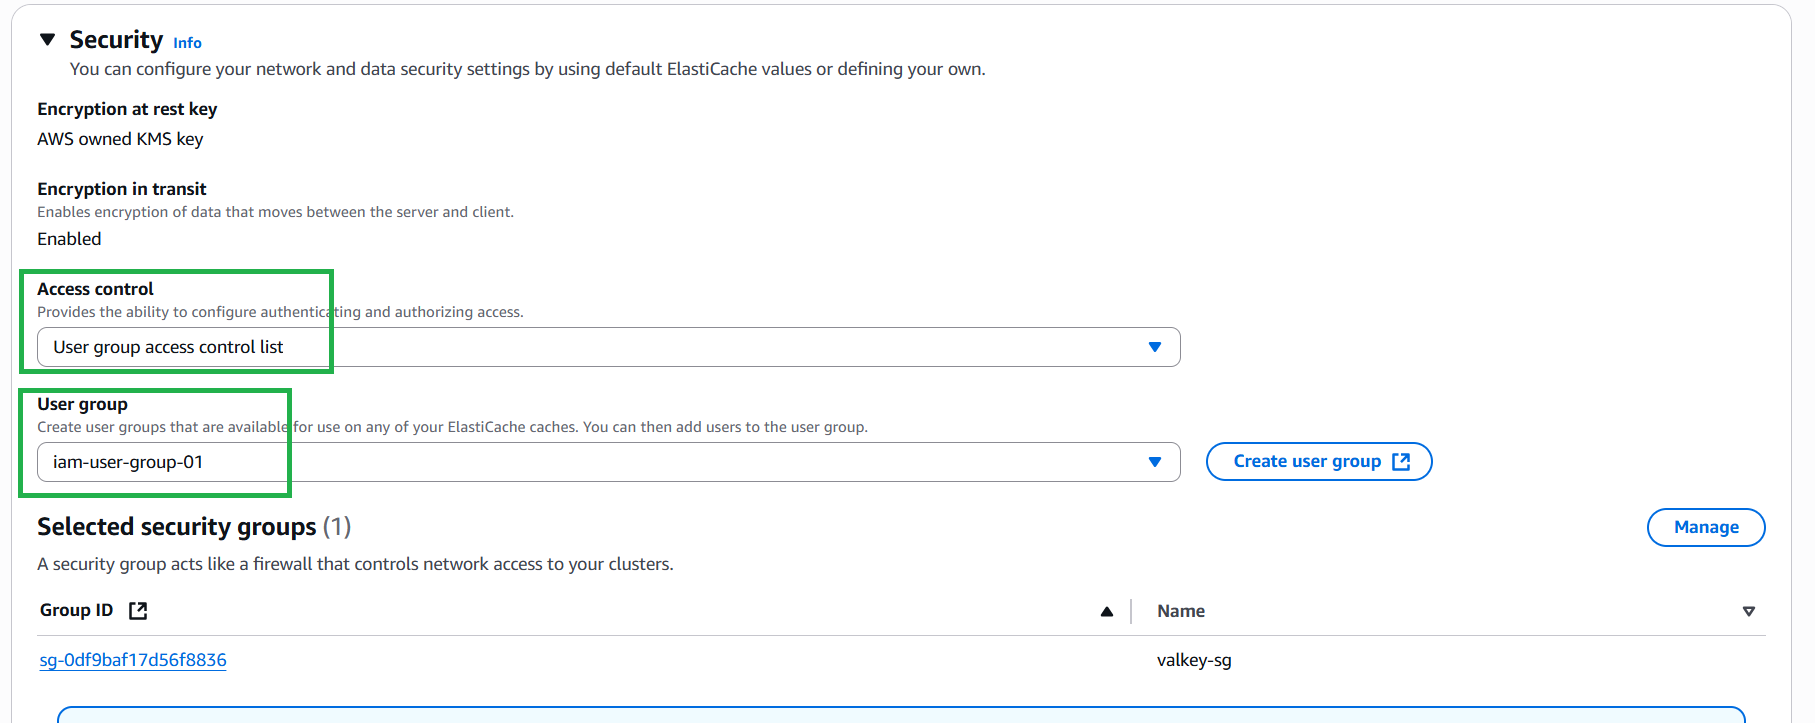 Security Info
You can configure your network and data security settings by using default ElastiCache values or defining your own.
Encryption at rest key
AWS owned KMS key
Encryption in transit
Enables encryption of data that moves between the server and client.
Enabled
Access control
Provides the ability to configure authenticating and authorizing access.
User group access control list
User group
Create user groups that are available for use on any of your ElastiCache caches. You can then add users to the user group.
iam-user-group-01
Create user group
Selected security groups (1)
Manage
A security group acts like a firewall that controls network access to your clusters.
Group ID
Name
sg-0df9baf17d56f8836
valkey-sg